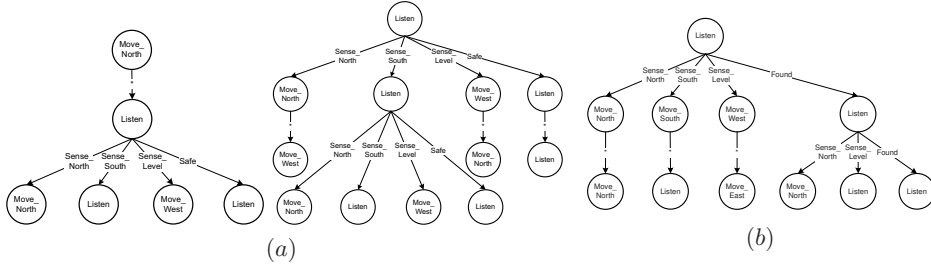 Move_
North
*
Listen
Sense_
North
Sense_
South
Sense_
Level
Safe
Move_
North
Listen
Move_
West
Listen
Listen
Sense_
North
Sense_
South
Sense_
Level
Safe
Move_
North
Listen
Move_
West
Listen
*
*
*
Move_
West
Sense_
North
Sense_
South
Sense_
Level
Safe
Move_
North
Listen
Move_
North
Listen
Move_
West
Listen
(a)
Listen
Sense_
North
Sense_
South
Sense_
Level
Found
Move_
North
Move_
South
Move_
West
Listen
*
*
*
Sense_
North
Sense_
Level
Found
Move_
North
Listen
Move_
East
Move_
North
Listen
Listen
(b)